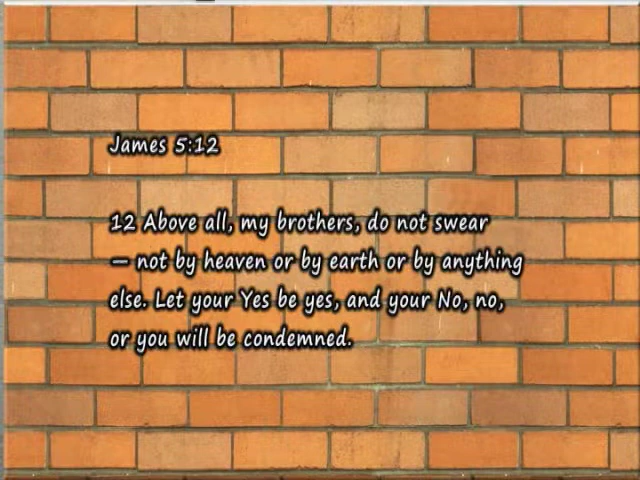 James 5:12
12 Above all, my brothers, do not swear
– not by heaven or by earth or by anything
else. Let your Yes be yes, and your No, no,
or you will be condemned.